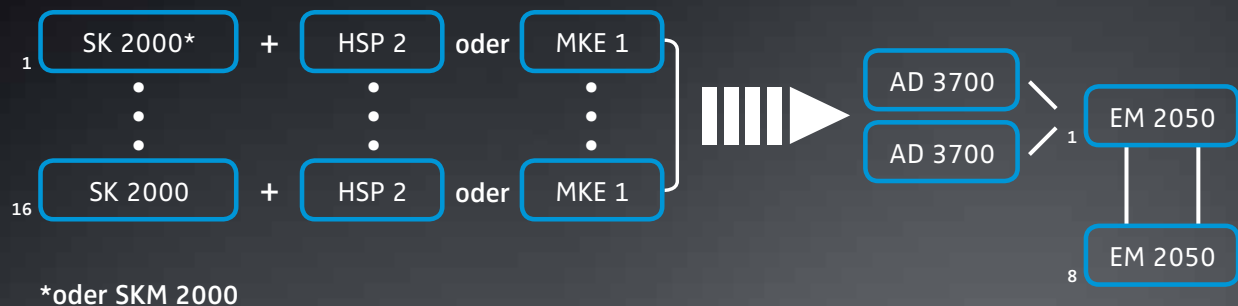 1 SK 2000* + HSP 2 oder MKE 1
16 SK 2000 + HSP 2 oder MKE 1
AD 3700
AD 3700
1 EM 2050
8 EM 2050
*oder SKM 2000